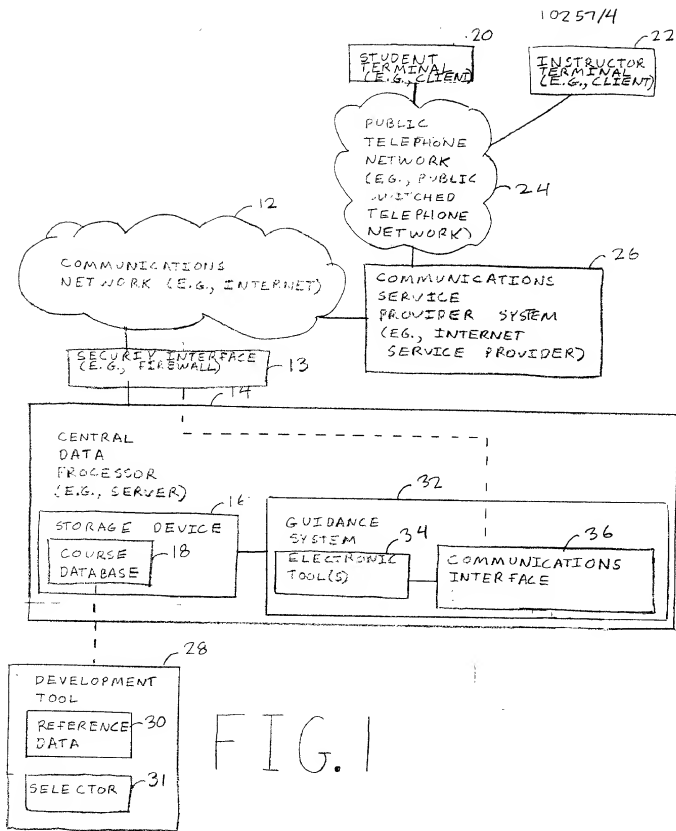 10257/4
20
22
STUDENT
TERMINAL
(E.G., CLIENT)
INSTRUCTOR
TERMINAL
(E.G., CLIENT)
PUBLIC
TELEPHONE
NETWORK
(E.G., PUBLIC
SWITCHED
TELEPHONE
NETWORK)
24
12
COMMUNICATIONS
NETWORK (E.G., INTERNET)
26
COMMUNICATIONS
SERVICE
PROVIDER SYSTEM
(EG., INTERNET
SERVICE PROVIDER)
SECURIY INTERFACE
(E.G., FIREWALL)
13
14
CENTRAL
DATA
PROCESSOR
(E.G., SERVER)
16
STORAGE DEVICE
COURSE
DATABASE
18
32
GUIDANCE
SYSTEM
34
ELECTRONIC
TOOL(S)
36
COMMUNICATIONS
INTERFACE
28
DEVELOPMENT
TOOL
REFERENCE
DATA
30
SELECTOR
31
FIG. 1